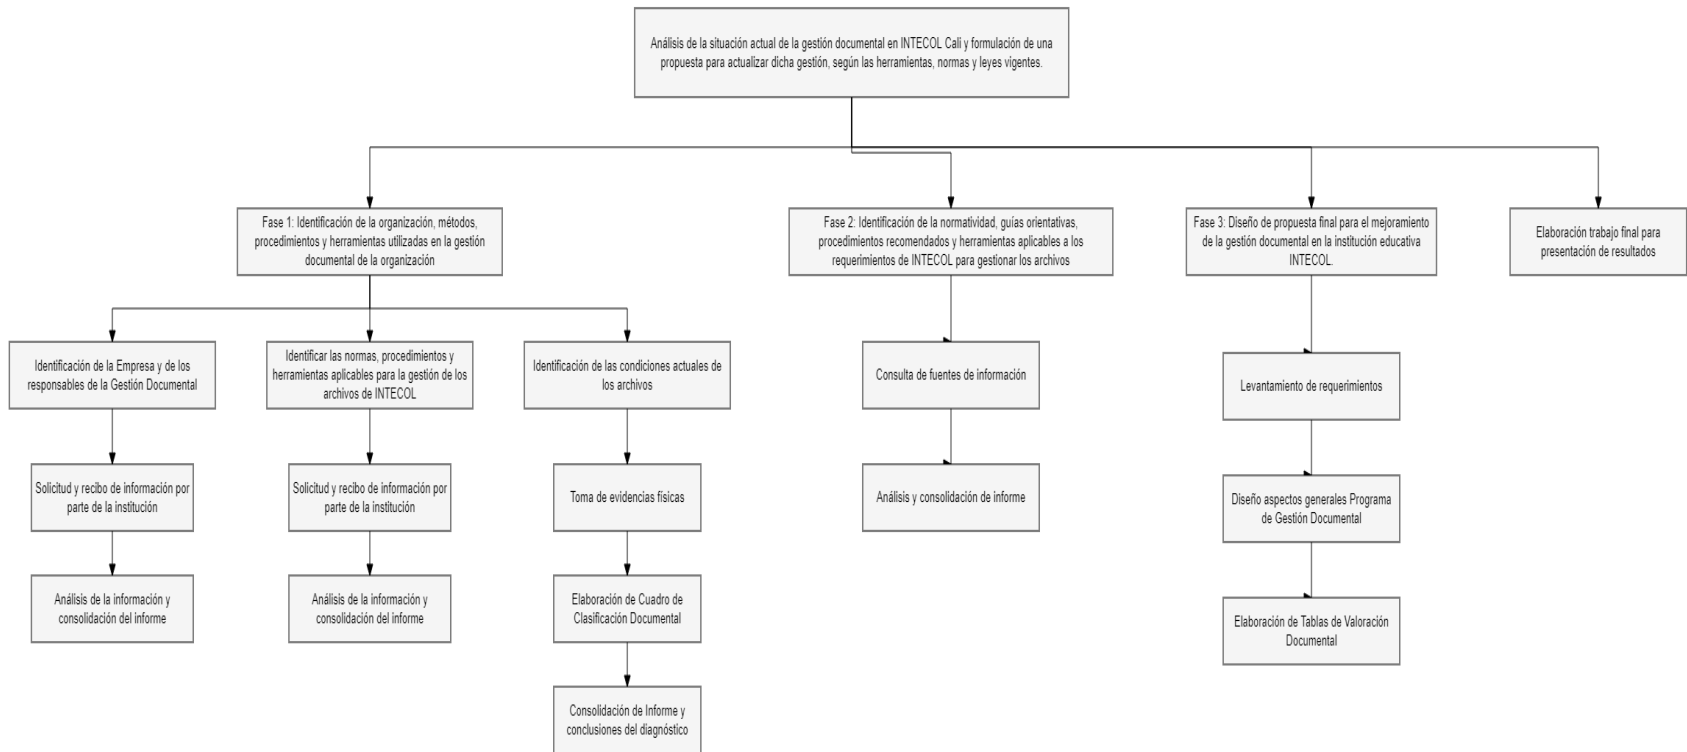 Análisis de la situación actual de la gestión documental en INTECOL Cali y formulación de una
propuesta para actualizar dicha gestión, según las herramientas, normas y leyes vigentes.
Fase 1: Identificación de la organización, métodos,
procedimientos y herramientas utilizadas en la gestión
documental de la organización
Fase 2: Identificación de la normatividad, guías orientativas,
procedimientos recomendados y herramientas aplicables a los
requerimientos de INTECOL para gestionar los archivos
Fase 3: Diseño de propuesta final para el mejoramiento
de la gestión documental en la institución educativa
INTECOL.
Elaboración trabajo final para
presentación de resultados
Identificación de la Empresa y de los
responsables de la Gestión Documental
Identificar las normas, procedimientos y
herramientas aplicables para la gestión de los
archivos de INTECOL
Identificación de las condiciones actuales de
los archivos
Consulta de fuentes de información
Levantamiento de requerimientos
Solicitud y recibo de información por
parte de la institución
Solicitud y recibo de información por
parte de la institución
Toma de evidencias físicas
Análisis y consolidación de informe
Diseño aspectos generales Programa
de Gestión Documental
Análisis de la información y
consolidación del informe
Análisis de la información y
consolidación del informe
Elaboración de Cuadro de
Clasificación Documental
Elaboración de Tablas de Valoración
Documental
Consolidación de Informe y
conclusiones del diagnóstico